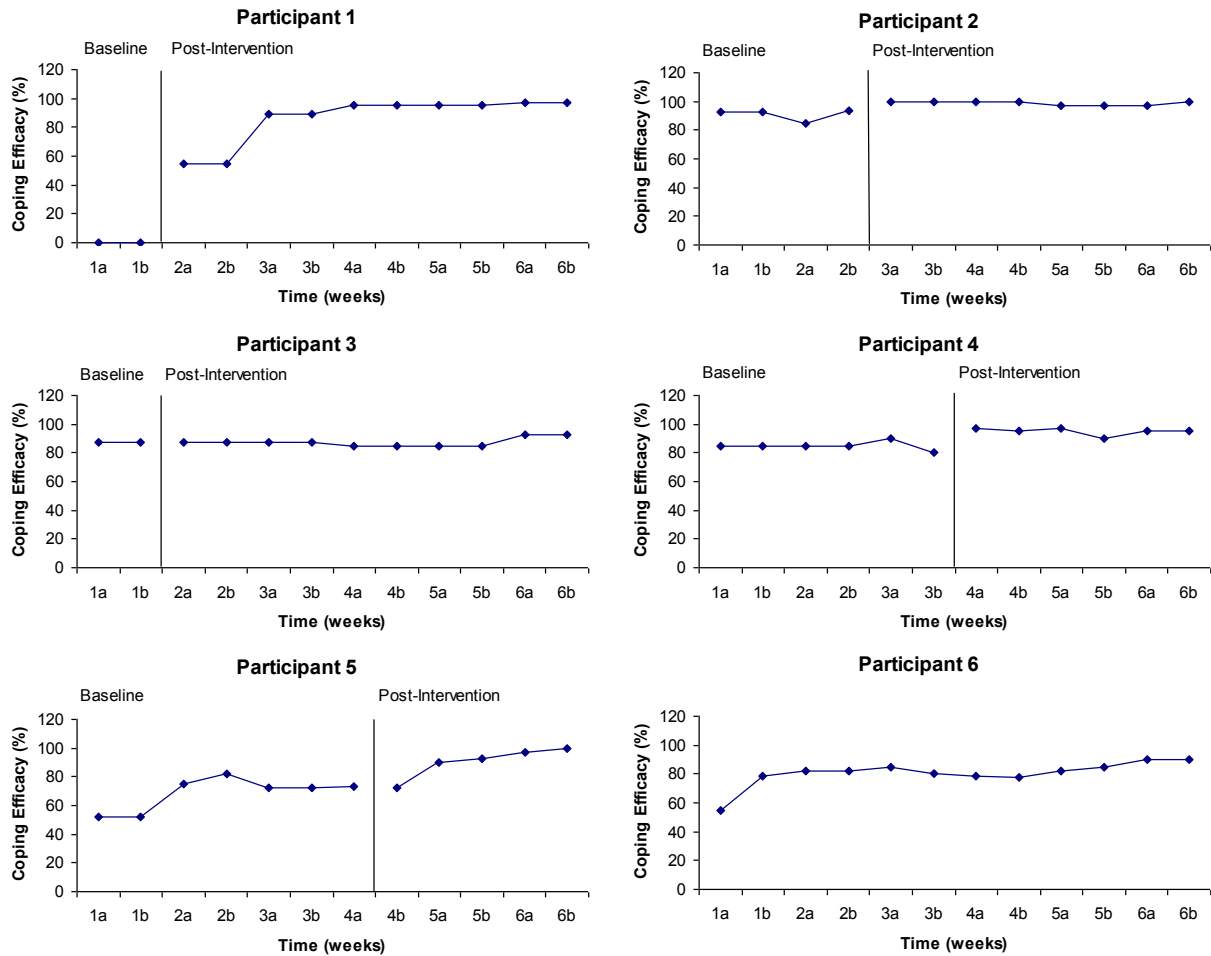 Participant 1
Baseline Post-Intervention
Coping Efficacy (%)
120
100
80
60
40
20
0
1a 1b 2a 2b 3a 3b 4a 4b 5a 5b 6a 6b
Time (weeks)
Participant 2
Baseline Post-Intervention
Coping Efficacy (%)
120
100
80
60
40
20
0
1a 1b 2a 2b 3a 3b 4a 4b 5a 5b 6a 6b
Time (weeks)
Participant 3
Baseline Post-Intervention
Coping Efficacy (%)
120
100
80
60
40
20
0
1a 1b 2a 2b 3a 3b 4a 4b 5a 5b 6a 6b
Time (weeks)
Participant 4
Baseline Post-Intervention
Coping Efficacy (%)
120
100
80
60
40
20
0
1a 1b 2a 2b 3a 3b 4a 4b 5a 5b 6a 6b
Time (weeks)
Participant 5
Baseline Post-Intervention
Coping Efficacy (%)
120
100
80
60
40
20
0
1a 1b 2a 2b 3a 3b 4a 4b 5a 5b 6a 6b
Time (weeks)
Participant 6
Coping Efficacy (%)
120
100
80
60
40
20
0
1a 1b 2a 2b 3a 3b 4a 4b 5a 5b 6a 6b
Time (weeks)